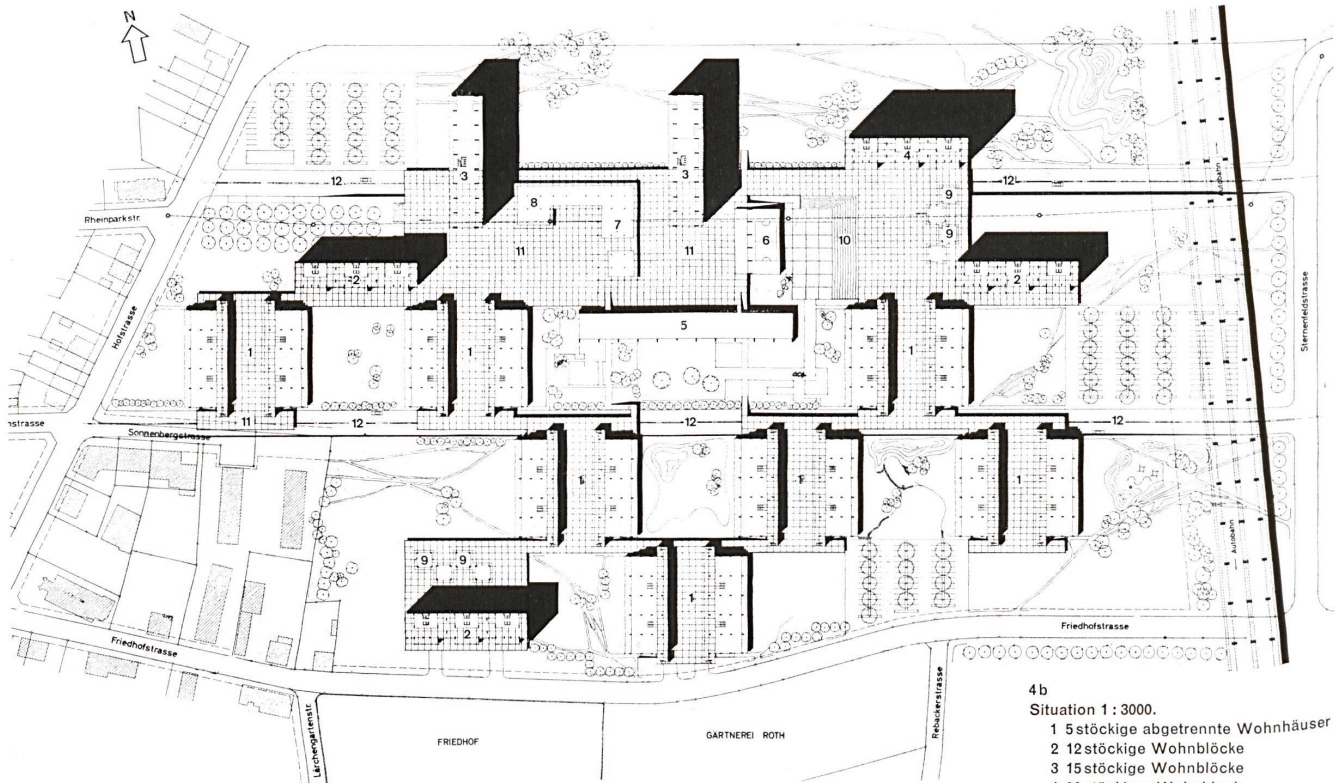 N
4
3
3
12
12
9
8
Rheinparkstr.
7
6
10
9
11
11
2
2
Autobahn
Hofstrasse
Sternenfeldstrasse
5
1
1
1
11
12
12
12
nstrasse
Sonnenbergstrasse
1
1
1
9
9
1
2
Autobahn
Friedhofstrasse
Friedhofstrasse
Lärchengartenstr.
Rebackerstrasse
FRIEDHOF
GÄRTNEREI ROTH
4b
Situation 1 : 3000.
1 5stöckige abgetrennte Wohnhäuser
2 12stöckige Wohnblöcke
3 15stöckige Wohnblöcke